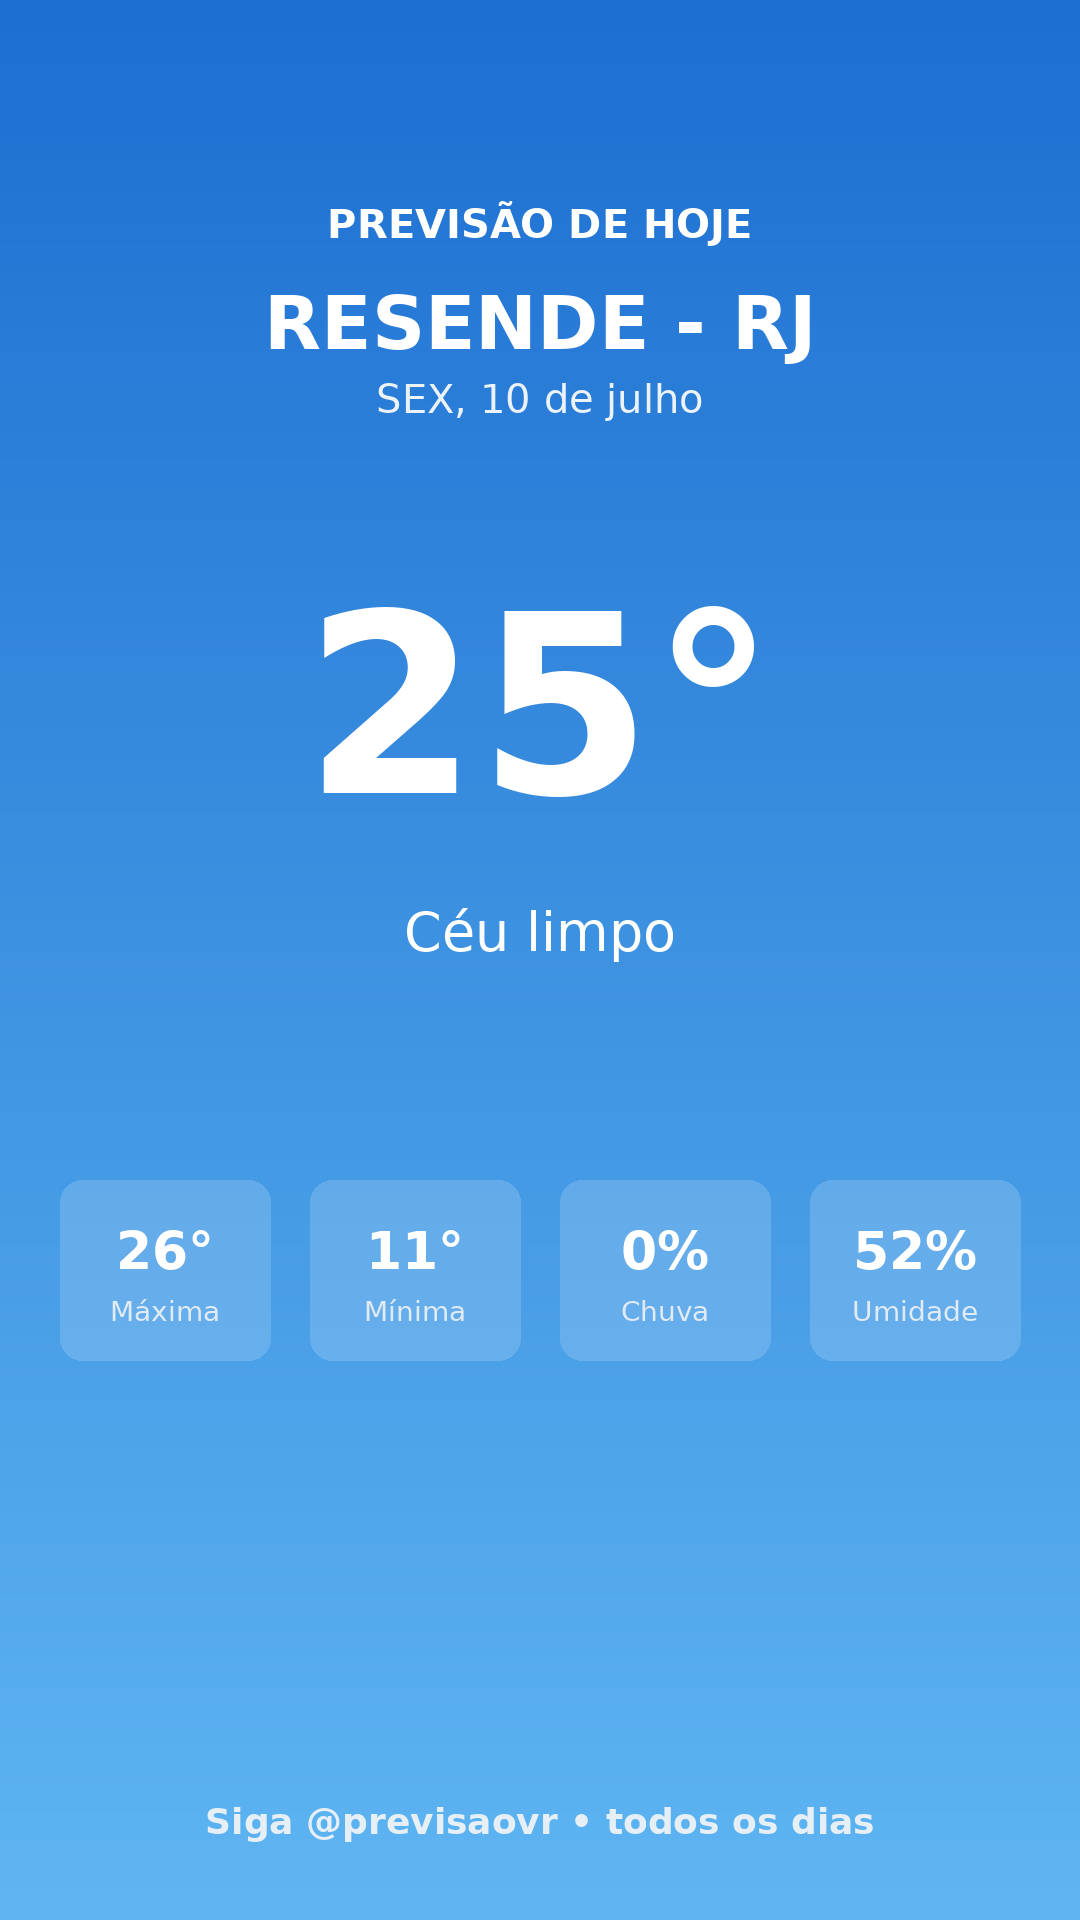 PREVISÃO DE HOJE
RESENDE - RJ
SEX, 10 de julho
25°
Céu limpo
26° 11° 0% 52%
Máxima Mínima Chuva Umidade
Siga @previsaovr • todos os dias